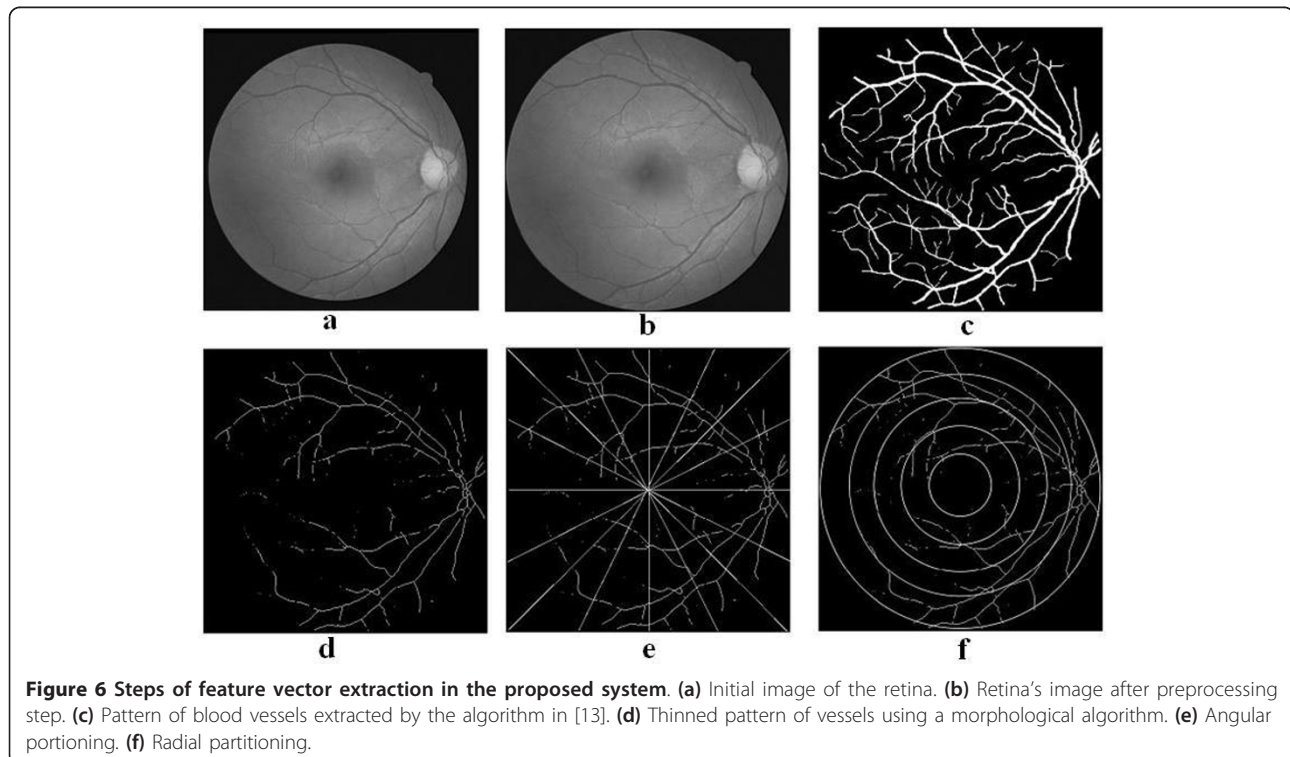 a
b
c
d
e
f
Figure 6 Steps of feature vector extraction in the proposed system. (a) Initial image of the retina. (b) Retina's image after preprocessing
step. (c) Pattern of blood vessels extracted by the algorithm in [13]. (d) Thinned pattern of vessels using a morphological algorithm. (e) Angular
portioning. (f) Radial partitioning.